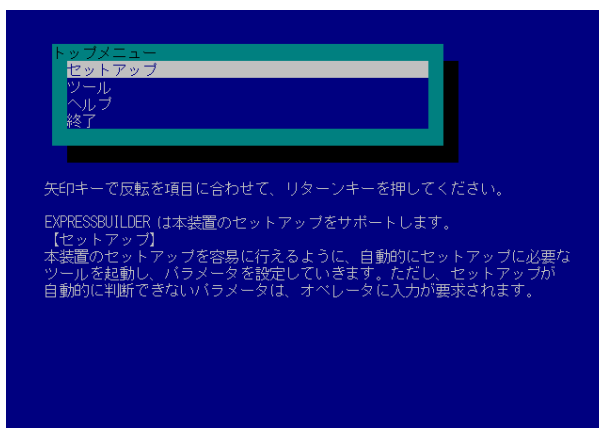 トップメニュー
セットアップ
ツール
ヘルプ
終了
矢印キーで反転を項目に合わせて、リターンキーを押してください。
EXPRESSBUILDER は本装置のセットアップをサポートします。
【セットアップ】
本装置のセットアップを容易に行えるように、自動的にセットアップに必要な
ツールを起動し、パラメータを設定していきます。ただし、セットアップが
自動的に判断できないパラメータは、オペレータに入力が要求されます。